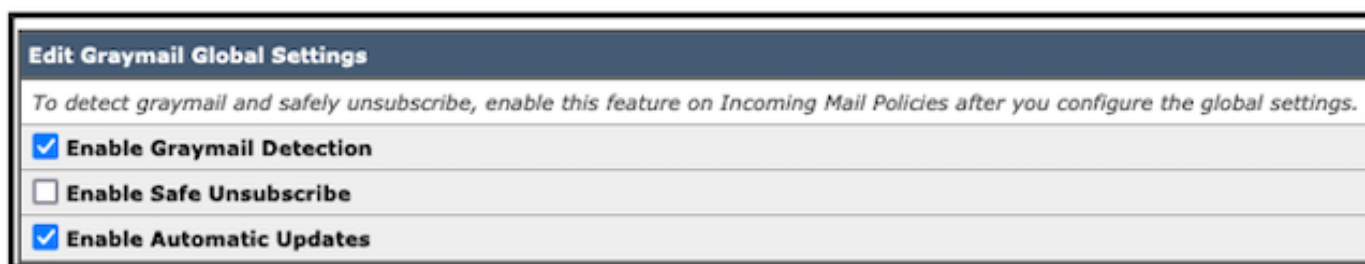 Edit Graymail Global Settings
To detect graymail and safely unsubscribe, enable this feature on Incoming Mail Policies after you configure the global settings.
Enable Graymail Detection
Enable Safe Unsubscribe
Enable Automatic Updates